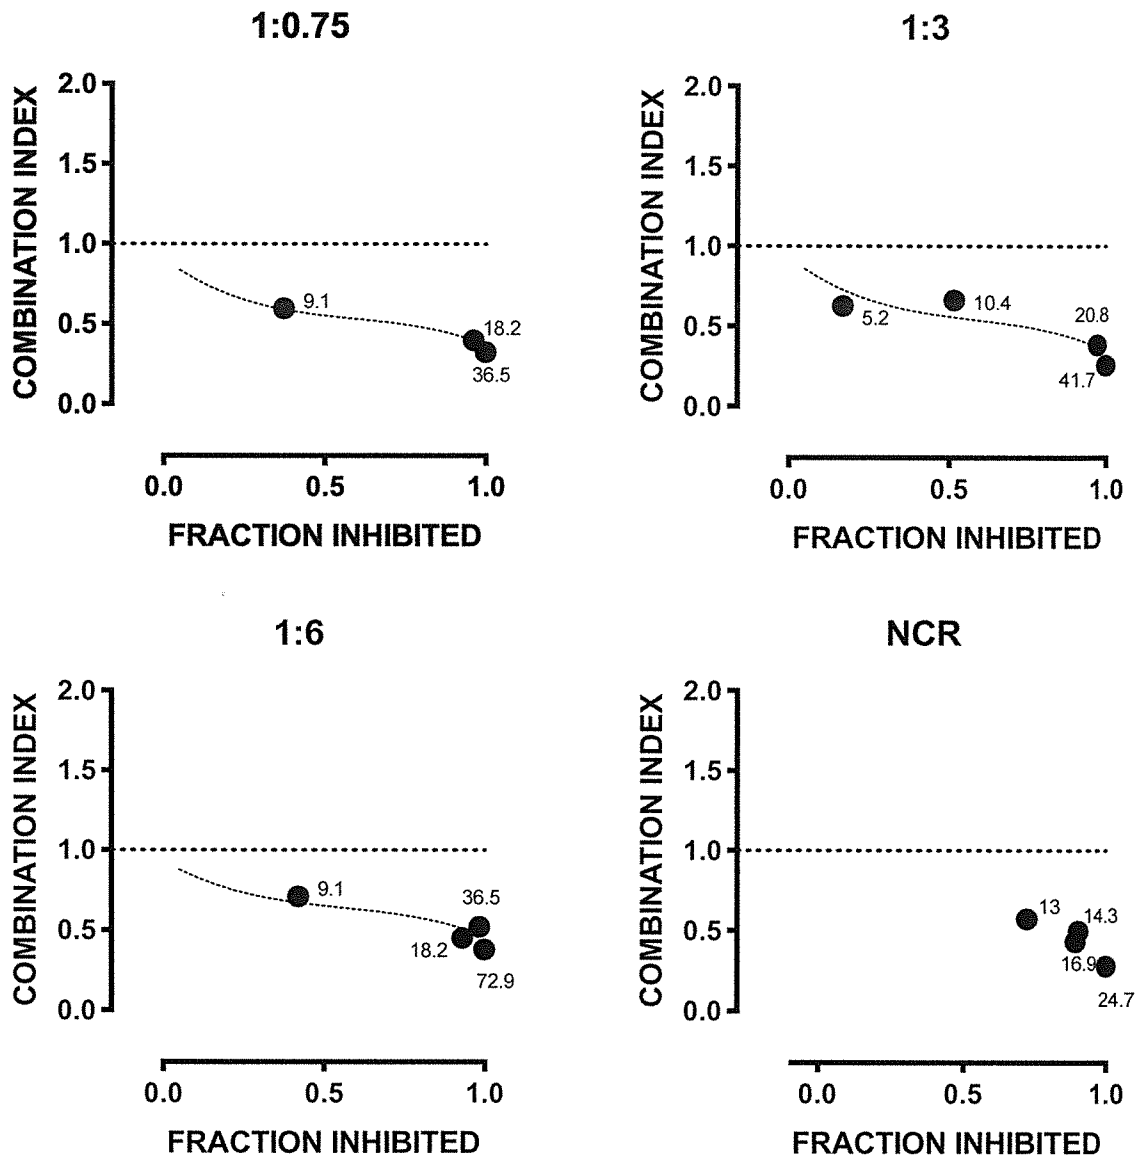 1:0.75
COMBINATION INDEX
2.0
1.5
1.0
0.5
0.0
9.1
18.2
36.5
0.0 0.5 1.0
FRACTION INHIBITED
1:3
COMBINATION INDEX
2.0
1.5
1.0
0.5
0.0
5.2
10.4
20.8
41.7
0.0 0.5 1.0
FRACTION INHIBITED
1:6
COMBINATION INDEX
2.0
1.5
1.0
0.5
0.0
9.1
36.5
18.2
72.9
0.0 0.5 1.0
FRACTION INHIBITED
NCR
COMBINATION INDEX
2.0
1.5
1.0
0.5
0.0
13
14.3
16.9
24.7
0.0 0.5 1.0
FRACTION INHIBITED